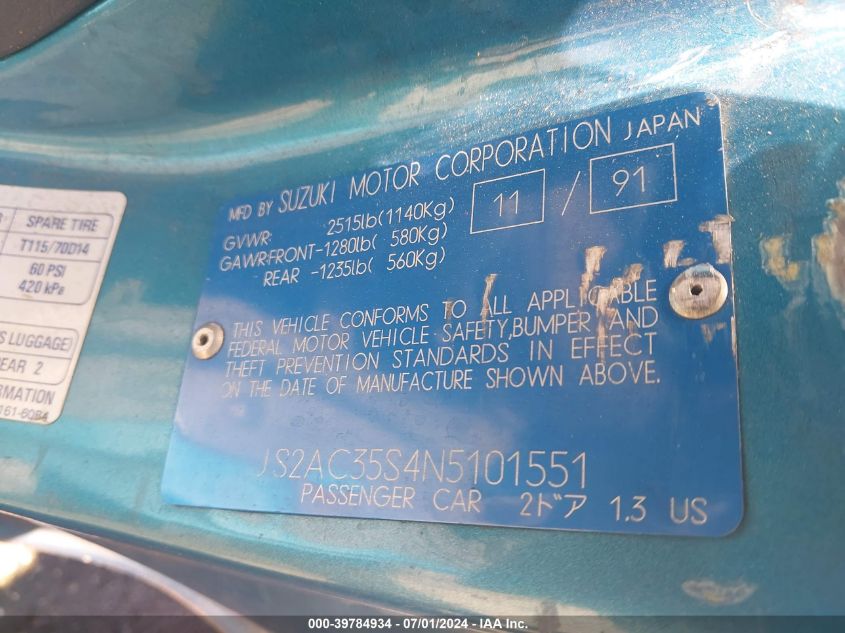 SPARE TIRE
T115/70D14
60 PSI
420 kPa
LUGGAGE)
2
MFD BY SUZUKI MOTOR CORPORATION JAPAN
GVWR: 2515lb(1140Kg) 11 / 91
GAWR:FRONT-1280lb( 580Kg)
REAR -1235lb( 560Kg)
THIS VEHICLE CONFORMS TO ALL APPLICABLE
FEDERAL MOTOR VEHICLE SAFETY,BUMPER AND
THEFT PREVENTION STANDARDS IN EFFECT
ON THE DATE OF MANUFACTURE SHOWN ABOVE.
JS2AC35S4N5101551
PASSENGER CAR 2ドア 1.3 US
000-39784934 - 07/01/2024 - IAA Inc.